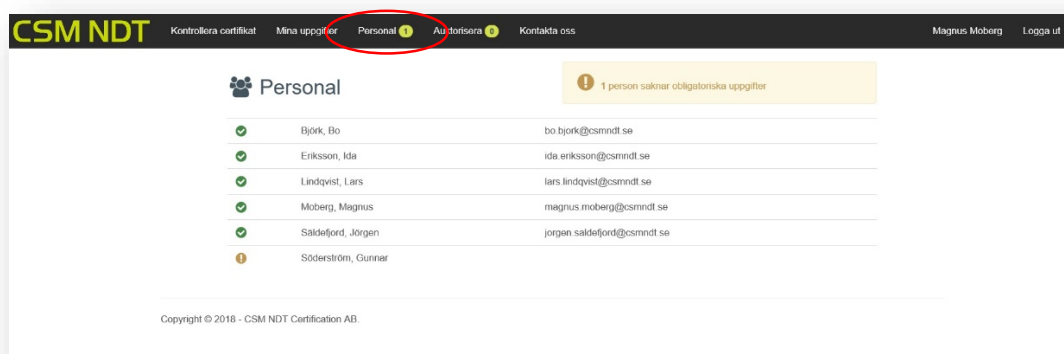 CSM NDT Kontrollera certifikat Mina uppgifter Personal 1 Auktorisera 0 Kontakta oss Magnus Moberg Logga ut
Personal
1 person saknar obligatoriska uppgifter
Björk, Bo bo.bjork@csmndt.se
Eriksson, Ida ida.eriksson@csmndt.se
Lindqvist, Lars lars.lindqvist@csmndt.se
Moberg, Magnus magnus.moberg@csmndt.se
Säldefjord, Jörgen jorgen.saldefjord@csmndt.se
Söderström, Gunnar
Copyright © 2018 - CSM NDT Certification AB.